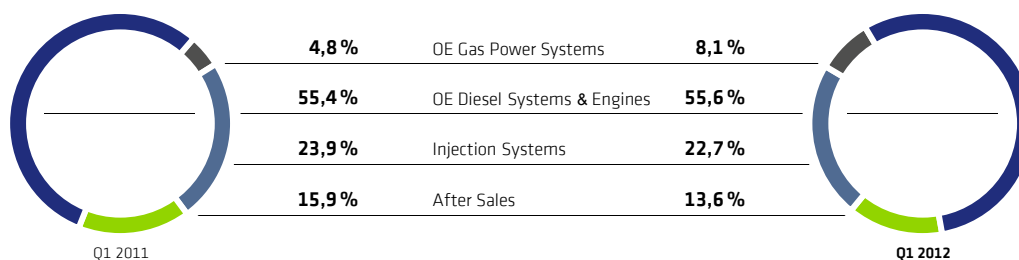 4,8 % OE Gas Power Systems 8,1 %
55,4 % OE Diesel Systems & Engines 55,6 %
23,9 % Injection Systems 22,7 %
15,9 % After Sales 13,6 %
Q1 2011 Q1 2012